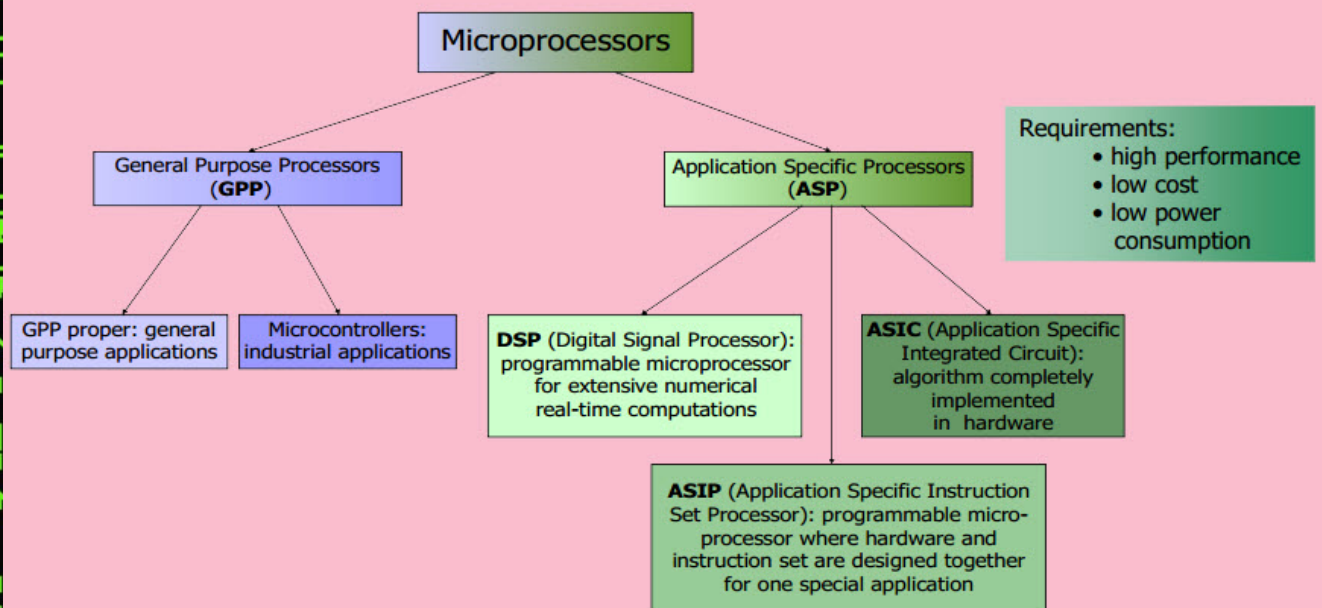 Microprocessors
General Purpose Processors
(GPP)
Application Specific Processors
(ASP)
Requirements:
• high performance
• low cost
• low power
consumption
GPP proper: general
purpose applications
Microcontrollers:
industrial applications
DSP (Digital Signal Processor):
programmable microprocessor
for extensive numerical
real-time computations
ASIC (Application Specific
Integrated Circuit):
algorithm completely
implemented
in hardware
ASIP (Application Specific Instruction
Set Processor): programmable micro-
processor where hardware and
instruction set are designed together
for one special application